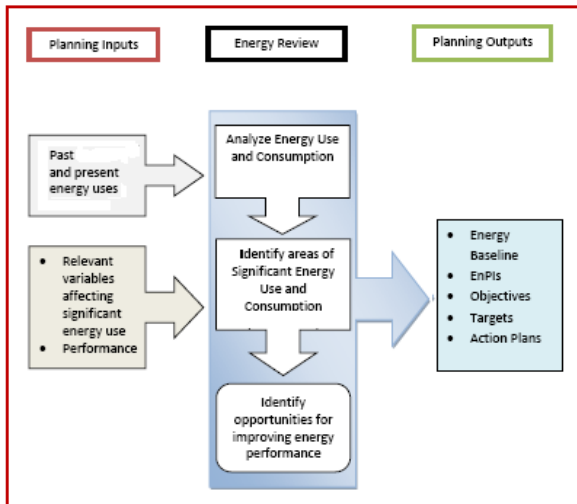 Planning Inputs
Energy Review
Planning Outputs
Past
and present
energy uses
Analyze Energy Use
and Consumption
• Relevant
variables
affecting
significant
energy use
• Performance
Identify areas of
Significant Energy
Use and
Consumption
Identify
opportunities for
improving energy
performance
• Energy
Baseline
• EnPIs
• Objectives
• Targets
• Action Plans